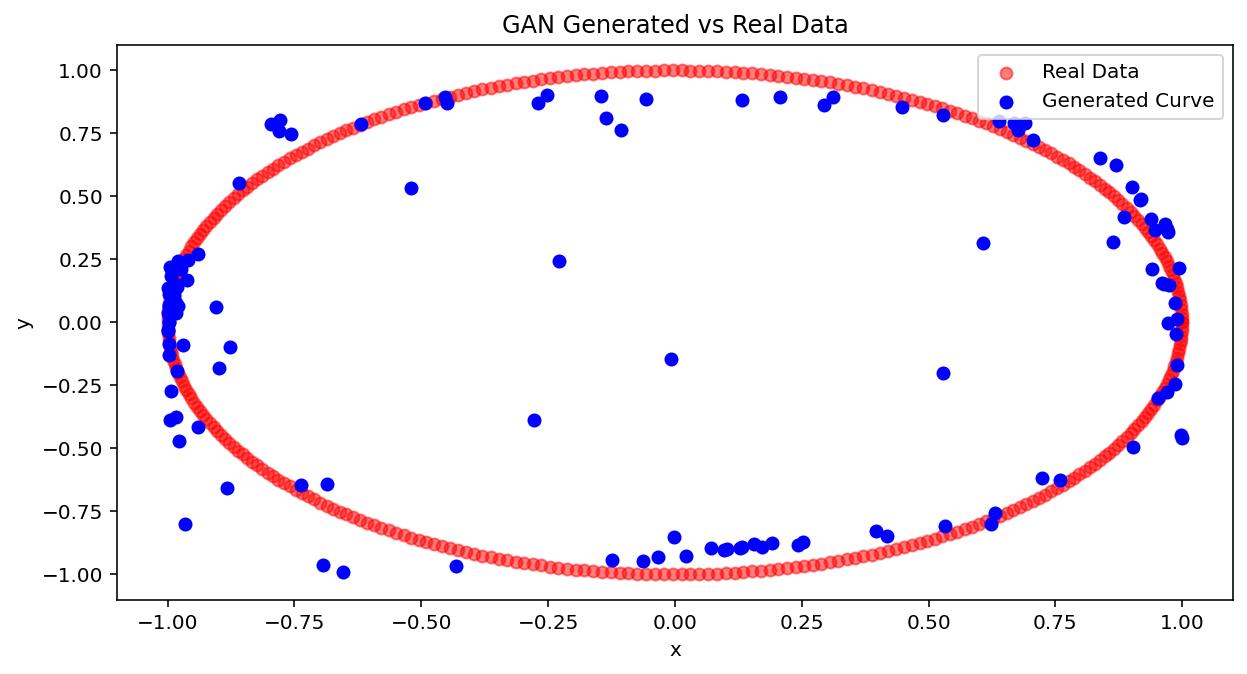 GAN Generated vs Real Data
Real Data
Generated Curve
1.00
0.75
0.50
0.25
0.00
−0.25
−0.50
−0.75
−1.00
y
−1.00 −0.75 −0.50 −0.25 0.00 0.25 0.50 0.75 1.00
x